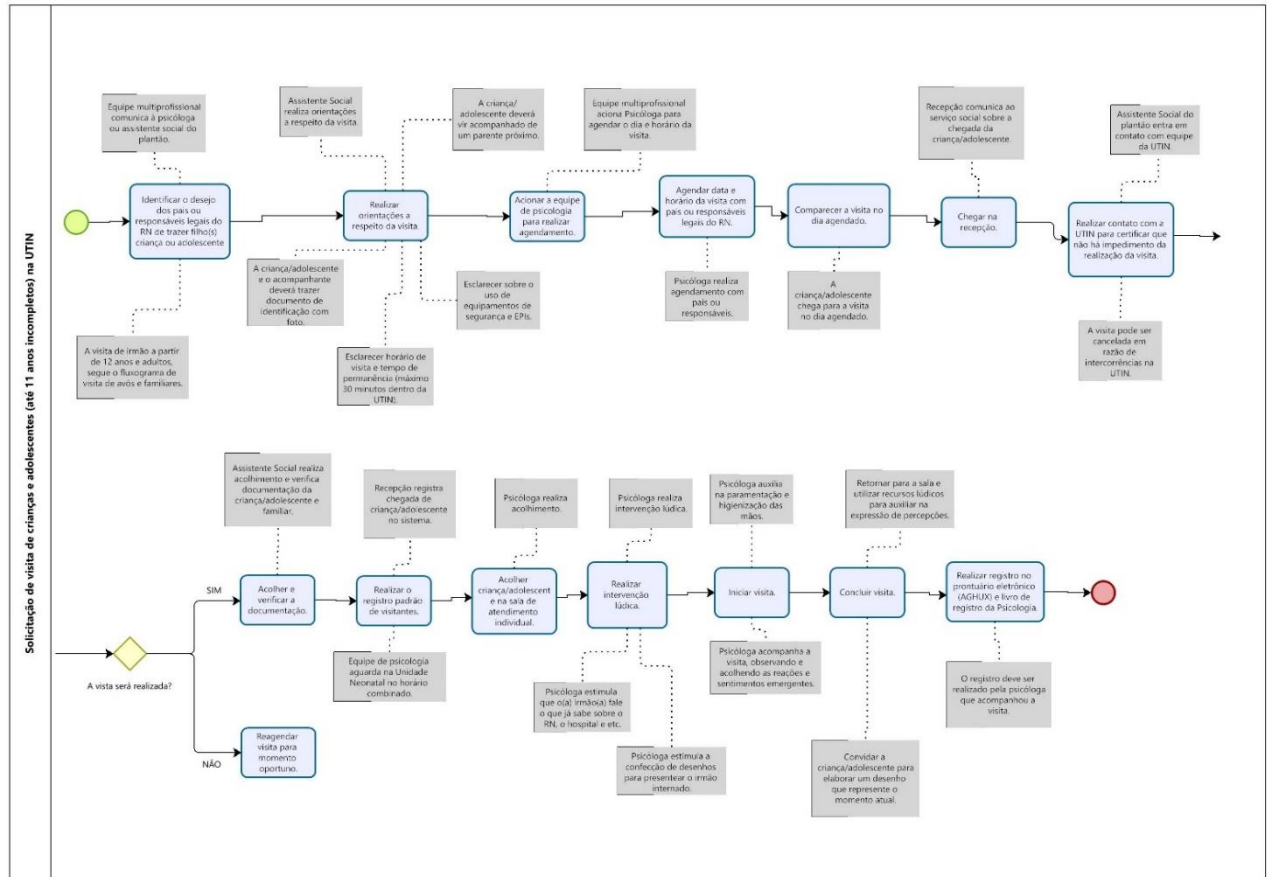 Solicitação de visita de crianças e adolescentes (até 11 anos incompletos) na UTIN
Equipe multiprofissional
comunica à psicóloga
ou assistente social do
plantão.
Identificar o desejo
dos pais ou
responsáveis legais do
RN de trazer filho(s)
criança ou adolescente
A visita de irmão a partir
de 12 anos e adultos,
segue o fluxograma de
visita de avós e familiares.
Assistente Social
realiza orientações
a respeito da visita.
A criança/
adolescente deverá
vir acompanhado de
um parente próximo.
Realizar
orientações a
respeito da visita.
A criança/adolescente
e o acompanhante
deverá trazer
documento de
identificação com
foto.
Esclarecer horário de
visita e tempo de
permanência (máximo
30 minutos dentro da
UTIN).
Esclarecer sobre o
uso de
equipamentos de
segurança e EPIs.
Equipe multiprofissional
aciona Psicóloga para
agendar o dia e horário da
visita.
Acionar a equipe
de psicologia
para realizar
agendamento.
Agendar data e
horário da visita com
pais ou responsáveis
legais do RN.
Psicóloga realiza
agendamento com
pais ou
responsáveis.
Comparecer a visita no
dia agendado.
A
criança/adolescente
chega para a visita
no dia agendado.
Recepção comunica ao
serviço social sobre a
chegada da
criança/adolescente.
Chegar na
recepção.
Assistente Social do
plantão entra em
contato com equipe
da UTIN.
Realizar contato com a
UTIN para certificar que
não há impedimento da
realização da visita.
A visita pode ser
cancelada em
razão de
intercorrências na
UTIN.
A vista será realizada?
SIM
NÃO
Reagendar
visita para
momento
oportuno.
Assistente Social realiza
acolhimento e verifica
documentação da
criança/adolescente e
familiar.
Acolher e
verificar a
documentação.
Recepção registra
chegada de
criança/adolescente
no sistema.
Realizar o
registro padrão
de visitantes.
Equipe de psicologia
aguarda na Unidade
Neonatal no horário
combinado.
Psicóloga realiza
acolhimento.
Acolher
criança/adolescent
e na sala de
atendimento
individual.
Psicóloga realiza
intervenção lúdica.
Realizar
intervenção
lúdica.
Psicóloga estimula
que o(a) irmão(a) fale
o que já sabe sobre o
RN, o hospital e etc.
Psicóloga estimula a
confecção de desenhos
para presentear o irmão
internado.
Psicóloga auxilia
na paramentação e
higienização das
mãos.
Iniciar visita.
Psicóloga acompanha a
visita, observando e
acolhendo as reações e
sentimentos emergentes.
Retornar para a sala e
utilizar recursos lúdicos
para auxiliar na
expressão de percepções.
Concluir visita.
Convidar a
criança/adolescente para
elaborar um desenho
que represente o
momento atual.
Realizar registro no
prontuário eletrônico
(AGHUX) e livro de
registro da Psicologia.
O registro deve ser
realizado pela psicóloga
que acompanhou a
visita.